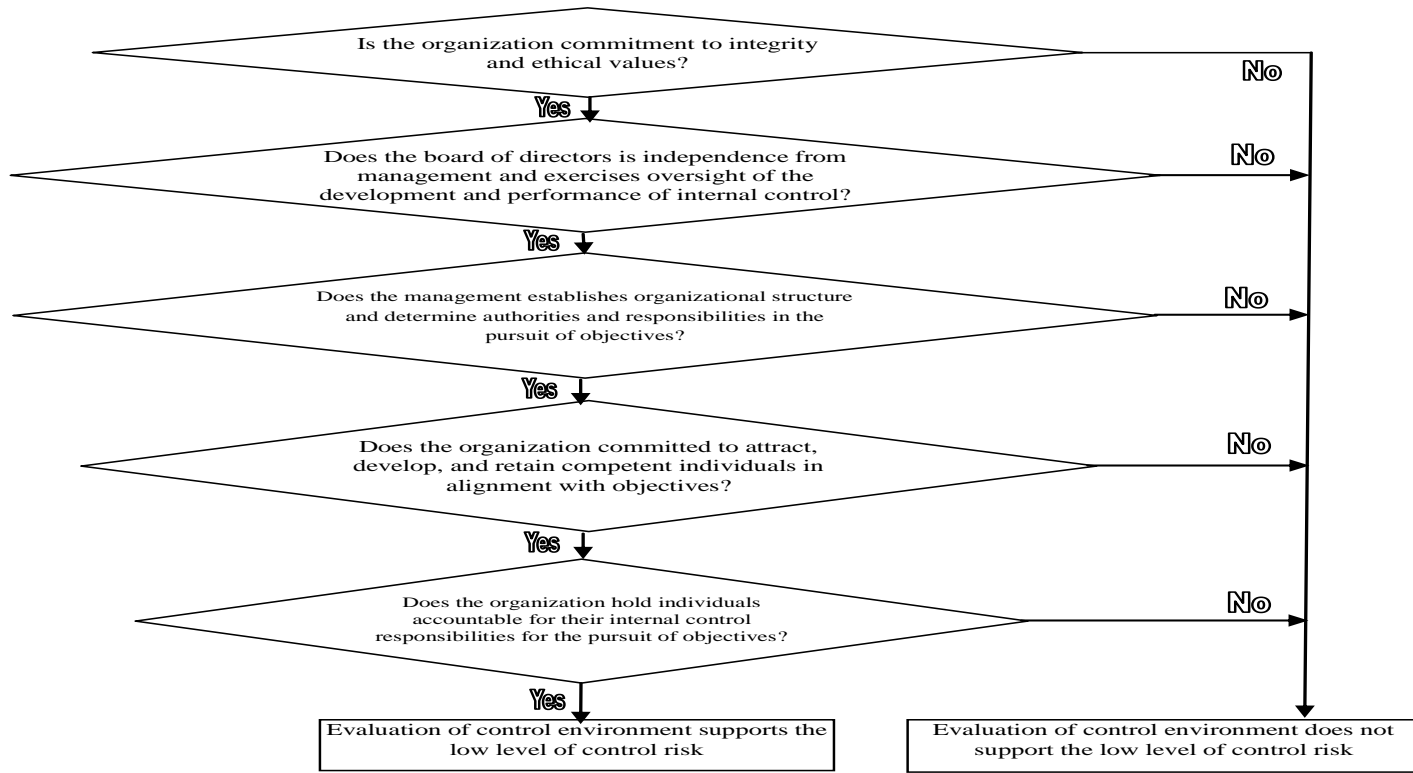 Is the organization commitment to integrity
and ethical values?
No
Yes
Does the board of directors is independence from
management and exercises oversight of the
development and performance of internal control?
No
Yes
Does the management establishes organizational structure
and determine authorities and responsibilities in the
pursuit of objectives?
No
Yes
Does the organization committed to attract,
develop, and retain competent individuals in
alignment with objectives?
No
Yes
Does the organization hold individuals
accountable for their internal control
responsibilities for the pursuit of objectives?
No
Yes
Evaluation of control environment supports the
low level of control risk
Evaluation of control environment does not
support the low level of control risk